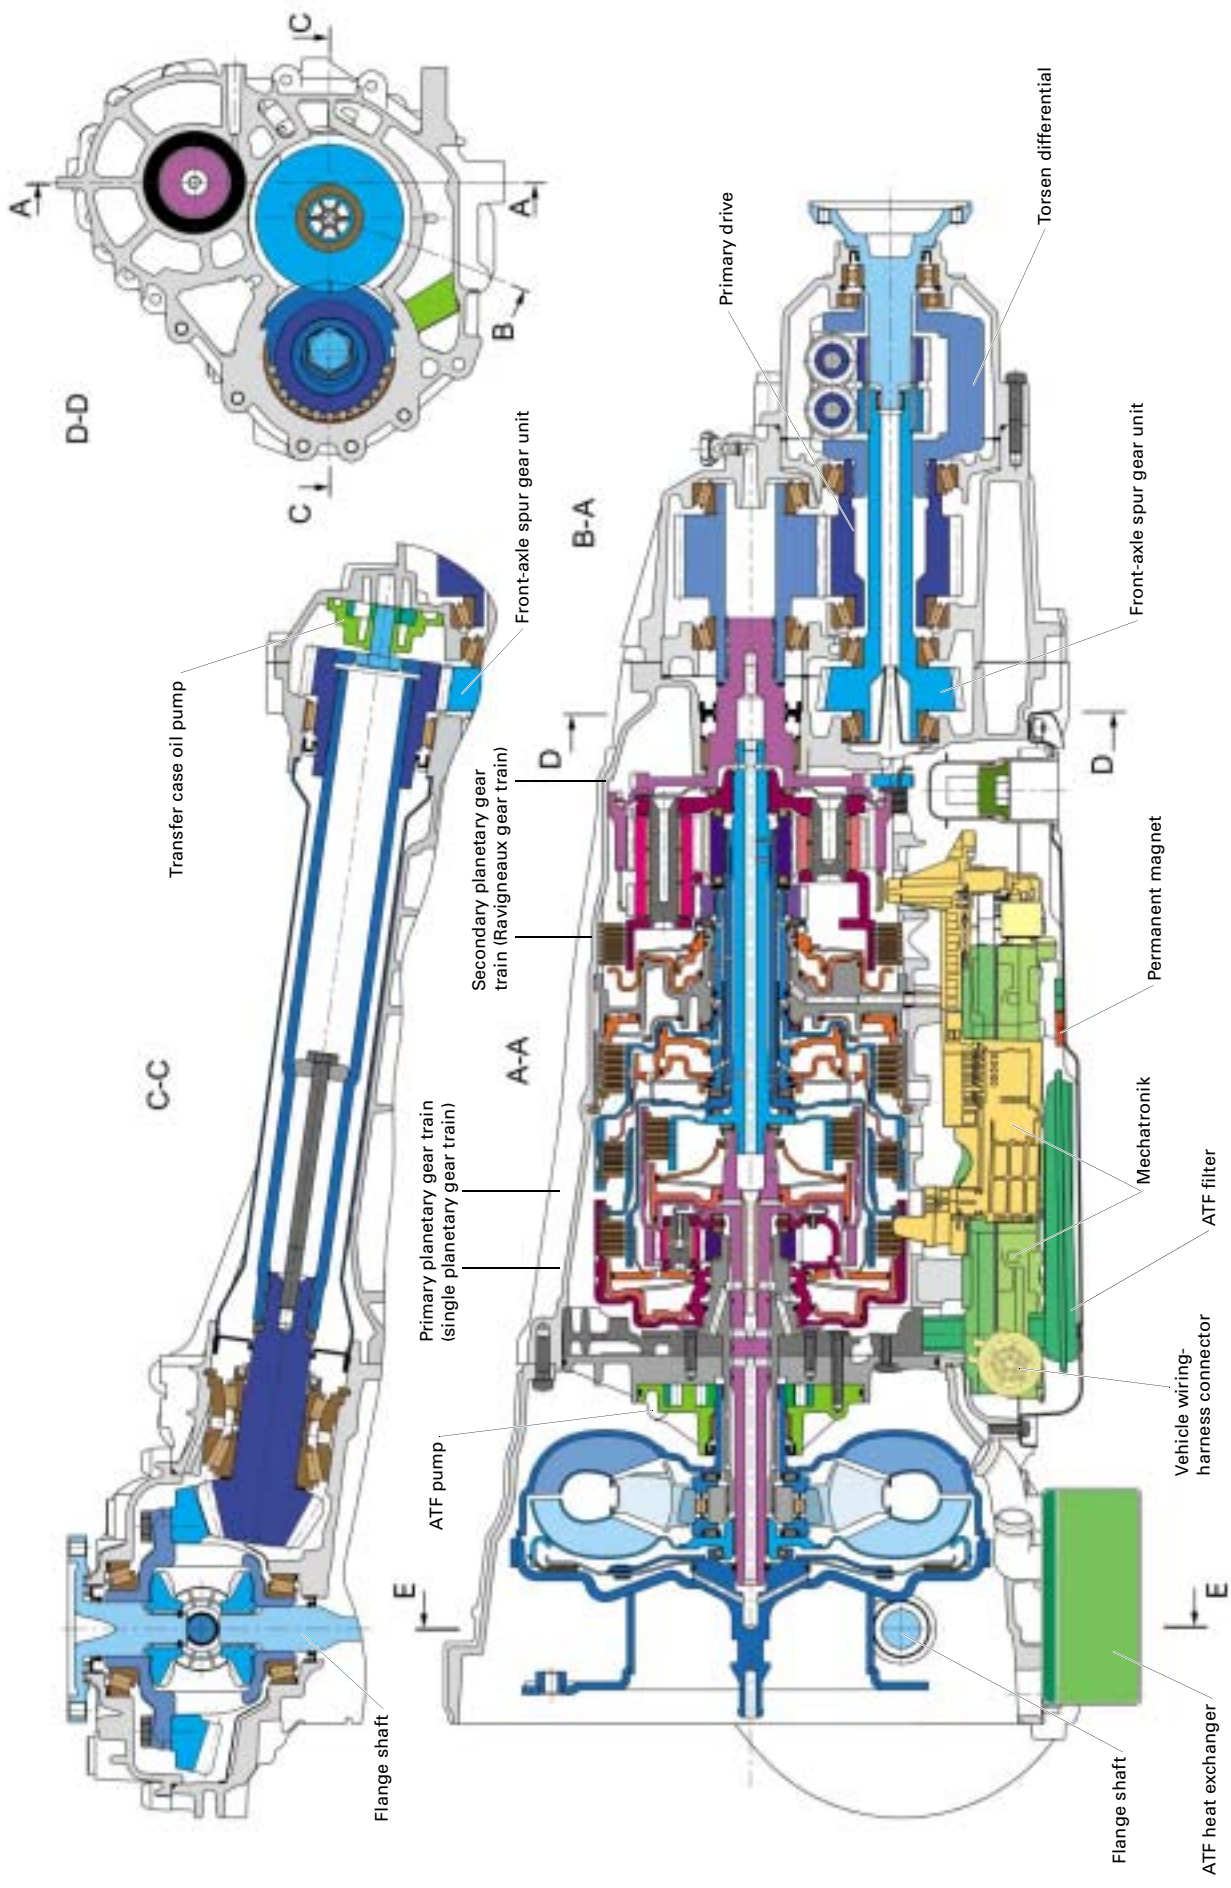 D-D
C
C
A
A
B
Transfer case oil pump
Front-axle spur gear unit
C-C
Flange shaft
B-A
Primary drive
Torsen differential
Front-axle spur gear unit
D
D
Secondary planetary gear
train (Ravigneaux gear train)
A-A
Primary planetary gear train
(single planetary gear train)
Permanent magnet
Mechatronik
ATF filter
Vehicle wiring-
harness connector
ATF pump
E
E
Flange shaft
ATF heat exchanger